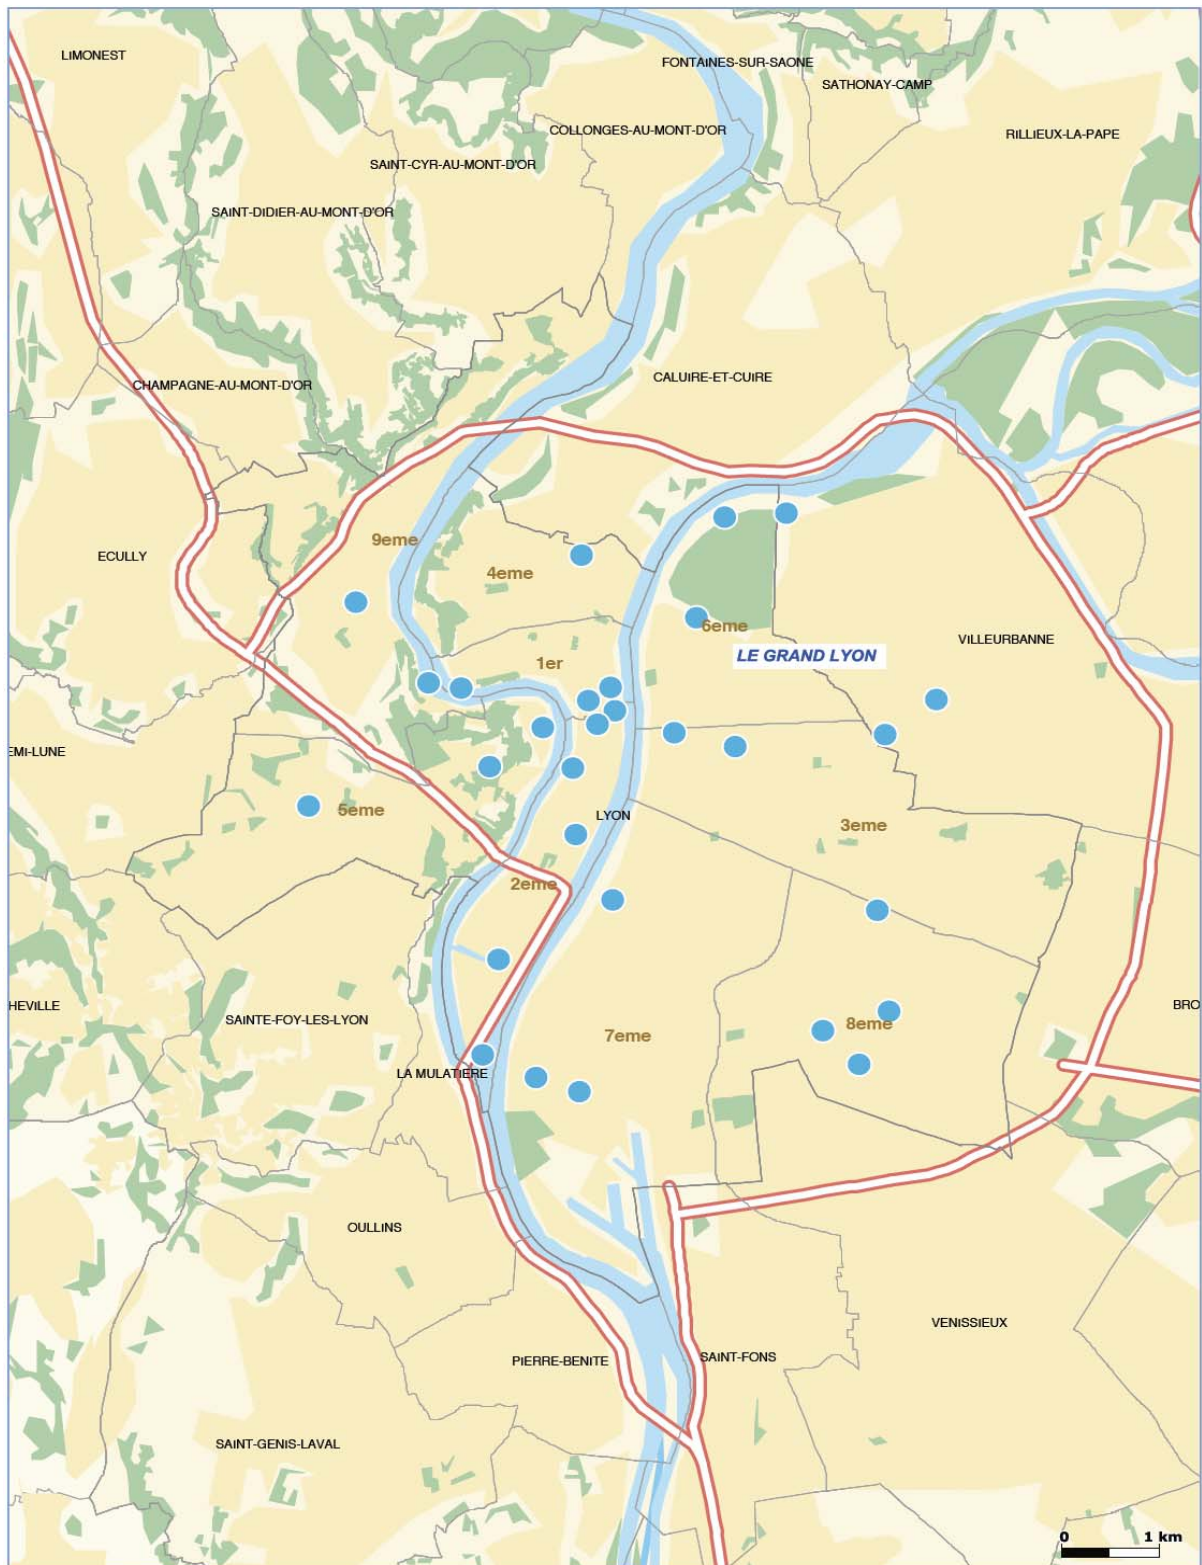 LIMONEST
FONTAINES-SUR-SAONE
SATHONAY-CAMP
COLLONGES-AU-MONT-D'OR
RILLIEUX-LA-PAPE
SAINT-CYR-AU-MONT-D'OR
SAINT-DIDIER-AU-MONT-D'OR
CHAMPAGNE-AU-MONT-D'OR
CALUIRE-ET-CUIRE
9eme
ECULLY
4eme
6eme
VILLEURBANNE
LE GRAND LYON
1er
EMI-LUNE
5eme
LYON
3eme
2eme
HEVILLE
BRO
SAINTE-FOY-LES-LYON
8eme
7eme
LA MULATIERE
OULLINS
VENISSIEUX
PIERRE-BENITE
SAINT-FONS
SAINT-GENIS-LAVAL
0 1 km